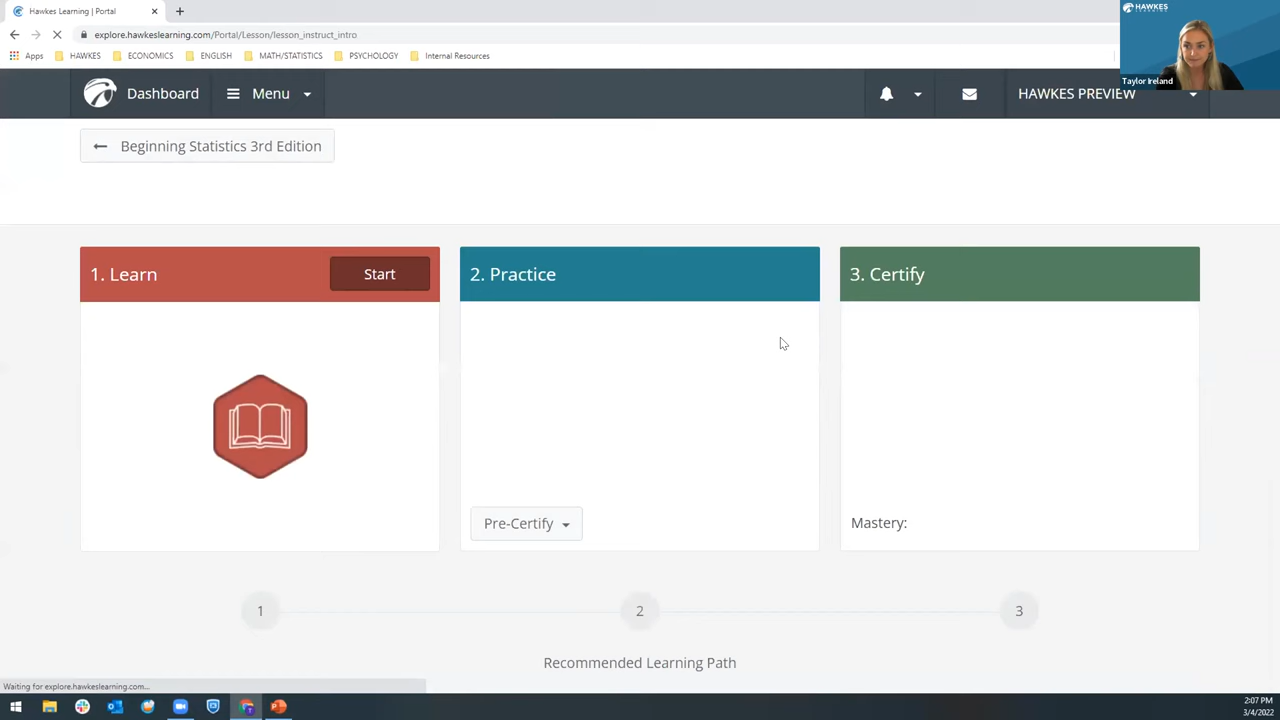 Hawkes Learning | Portal
explore.hawkeslearning.com/Portal/Lesson/lesson_instruct_intro
Apps HAWKES ECONOMICS ENGLISH MATH/STATISTICS PSYCHOLOGY Internal Resources
HAWKES
LEARNING
Taylor Ireland
Dashboard Menu HAWKES PREVIEW
Beginning Statistics 3rd Edition
1. Learn Start 2. Practice 3. Certify
Pre-Certify Mastery:
1 2 3
Recommended Learning Path
Waiting for explore.hawkeslearning.com...
2:07 PM
3/4/2022